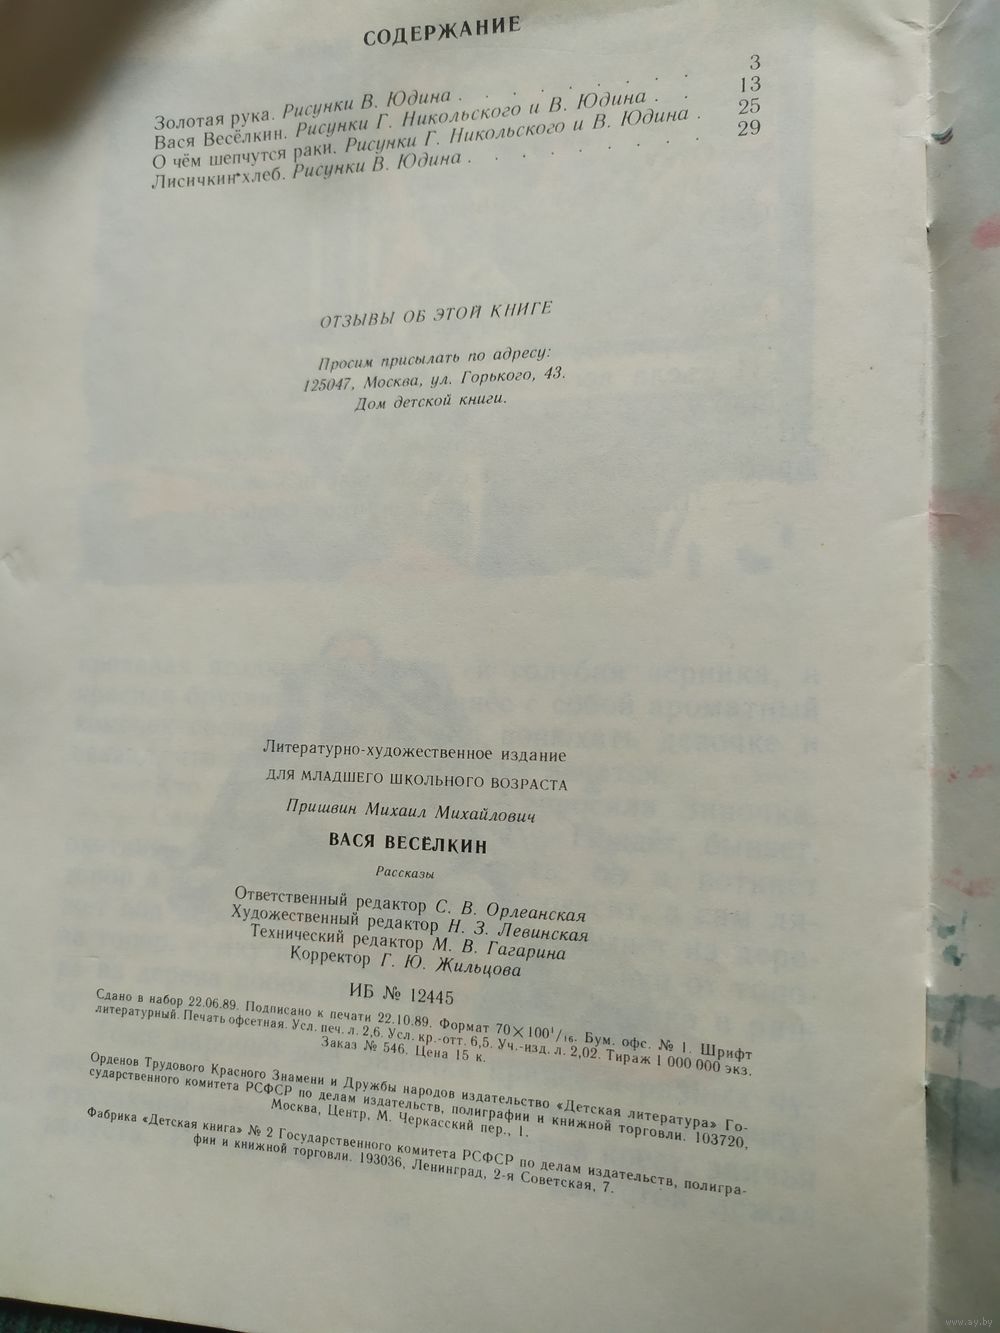 СОДЕРЖАНИЕ
Золотая рука. Рисунки В. Юдина . . . . . . . 3
Вася Весёлкин. Рисунки Г. Никольского и В. Юдина . . 13
О чём шепчутся раки. Рисунки Г. Никольского и В. Юдина . 25
Лисичкин хлеб. Рисунки В. Юдина . . . . . . . 29
ОТЗЫВЫ ОБ ЭТОЙ КНИГЕ
Просим присылать по адресу:
125047, Москва, ул. Горького, 43.
Дом детской книги.
Литературно-художественное издание
ДЛЯ МЛАДШЕГО ШКОЛЬНОГО ВОЗРАСТА
Пришвин Михаил Михайлович
ВАСЯ ВЕСЁЛКИН
Рассказы
Ответственный редактор С. В. Орлеанская
Художественный редактор Н. З. Левинская
Технический редактор М. В. Гагарина
Корректор Г. Ю. Жильцова
ИБ № 12445
Сдано в набор 22.06.89. Подписано к печати 22.10.89. Формат 70×100¹/₁₆. Бум. офс. № 1. Шрифт
литературный. Печать офсетная. Усл. печ. л. 2,6. Усл. кр.-отт. 6,5. Уч.-изд. л. 2,02. Тираж 1 000 000 экз.
Заказ № 546. Цена 15 к.
Орденов Трудового Красного Знамени и Дружбы народов издательство «Детская литература» Го-
сударственного комитета РСФСР по делам издательств, полиграфии и книжной торговли. 103720,
Москва, Центр, М. Черкасский пер., 1.
Фабрика «Детская книга» № 2 Государственного комитета РСФСР по делам издательств, полигра-
фии и книжной торговли. 193036, Ленинград, 2-я Советская, 7.
www.ay.by